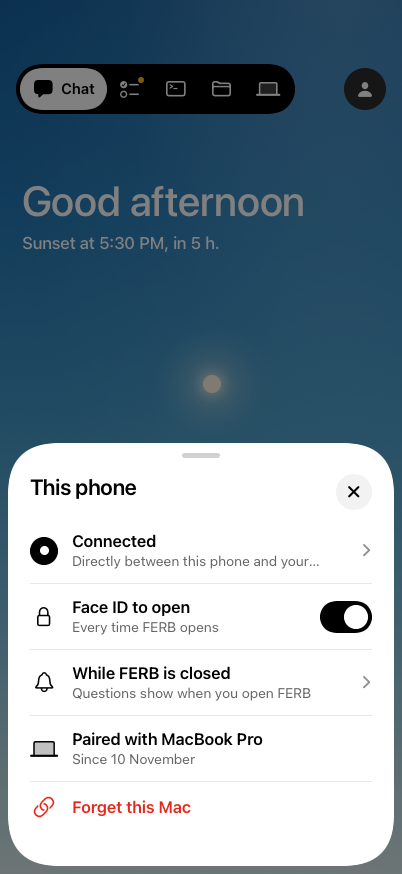 Chat
Good afternoon
Sunset at 5:30 PM, in 5 h.
This phone
Connected
Directly between this phone and your...
Face ID to open
Every time FERB opens
While FERB is closed
Questions show when you open FERB
Paired with MacBook Pro
Since 10 November
Forget this Mac